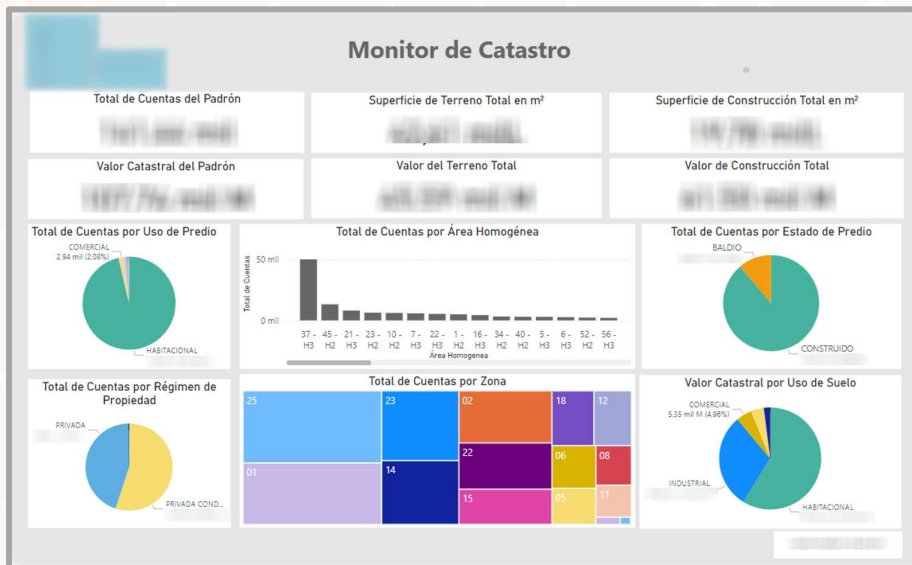 Monitor de Catastro
Total de Cuentas del Padrón
Superficie de Terreno Total en m²
Superficie de Construcción Total en m²
Valor Catastral del Padrón
Valor del Terreno Total
Valor de Construcción Total
Total de Cuentas por Uso de Predio
COMERCIAL
2.94 mil (2.08%)
HABITACIONAL
Total de Cuentas por Área Homogénea
Total de Cuentas
50 mil
0 mil
37 - H3
45 - H2
21 - H3
23 - H2
10 - H2
7 - H3
22 - H3
1 - H2
16 - H3
34 - H2
40 - H2
5 - H3
6 - H3
52 - H2
56 - H3
Área Homogenea
Total de Cuentas por Estado de Predio
BALDIO
CONSTRUIDO
Total de Cuentas por Régimen de
Propiedad
PRIVADA
PRIVADA COND...
Total de Cuentas por Zona
25
23
02
18
12
01
14
22
06
08
15
05
11
Valor Catastral por Uso de Suelo
COMERCIAL
5.35 mil M (4.96%)
INDUSTRIAL
HABITACIONAL